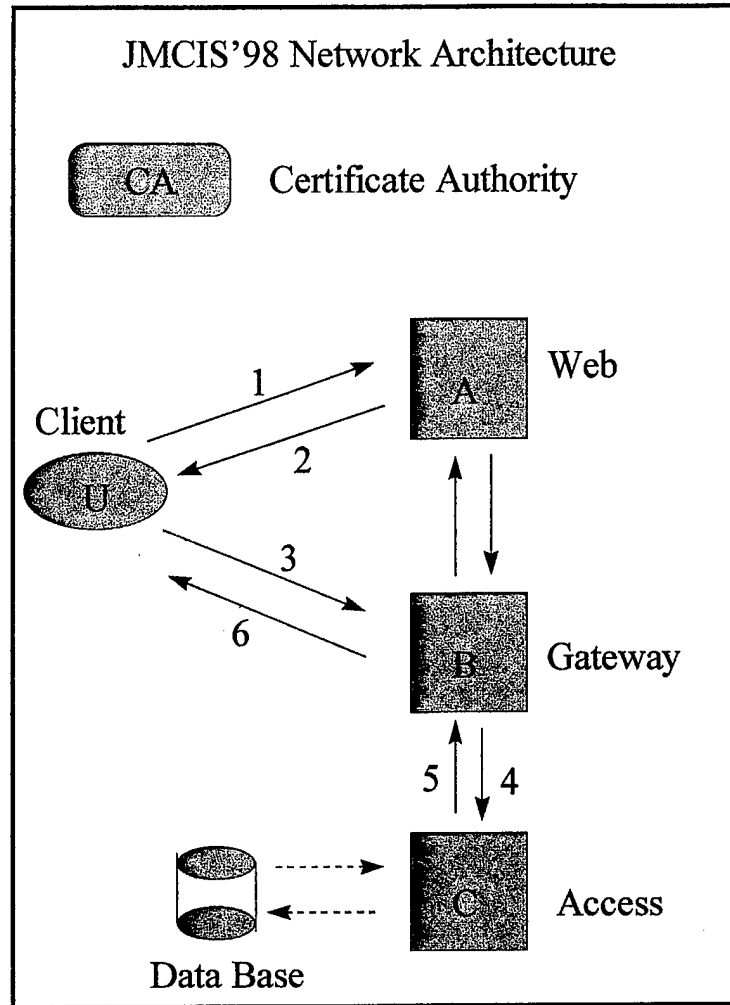 JMCIS'98 Network Architecture
CA
Certificate Authority
1
A
Web
Client
2
U
3
6
B
Gateway
5
4
C
Access
Data Base